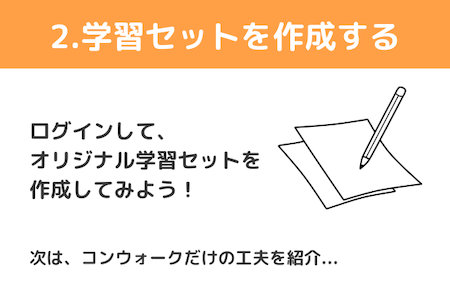 2.学習セットを作成する
ログインして、
オリジナル学習セットを
作成してみよう！
次は、コンウォークだけの工夫を紹介...